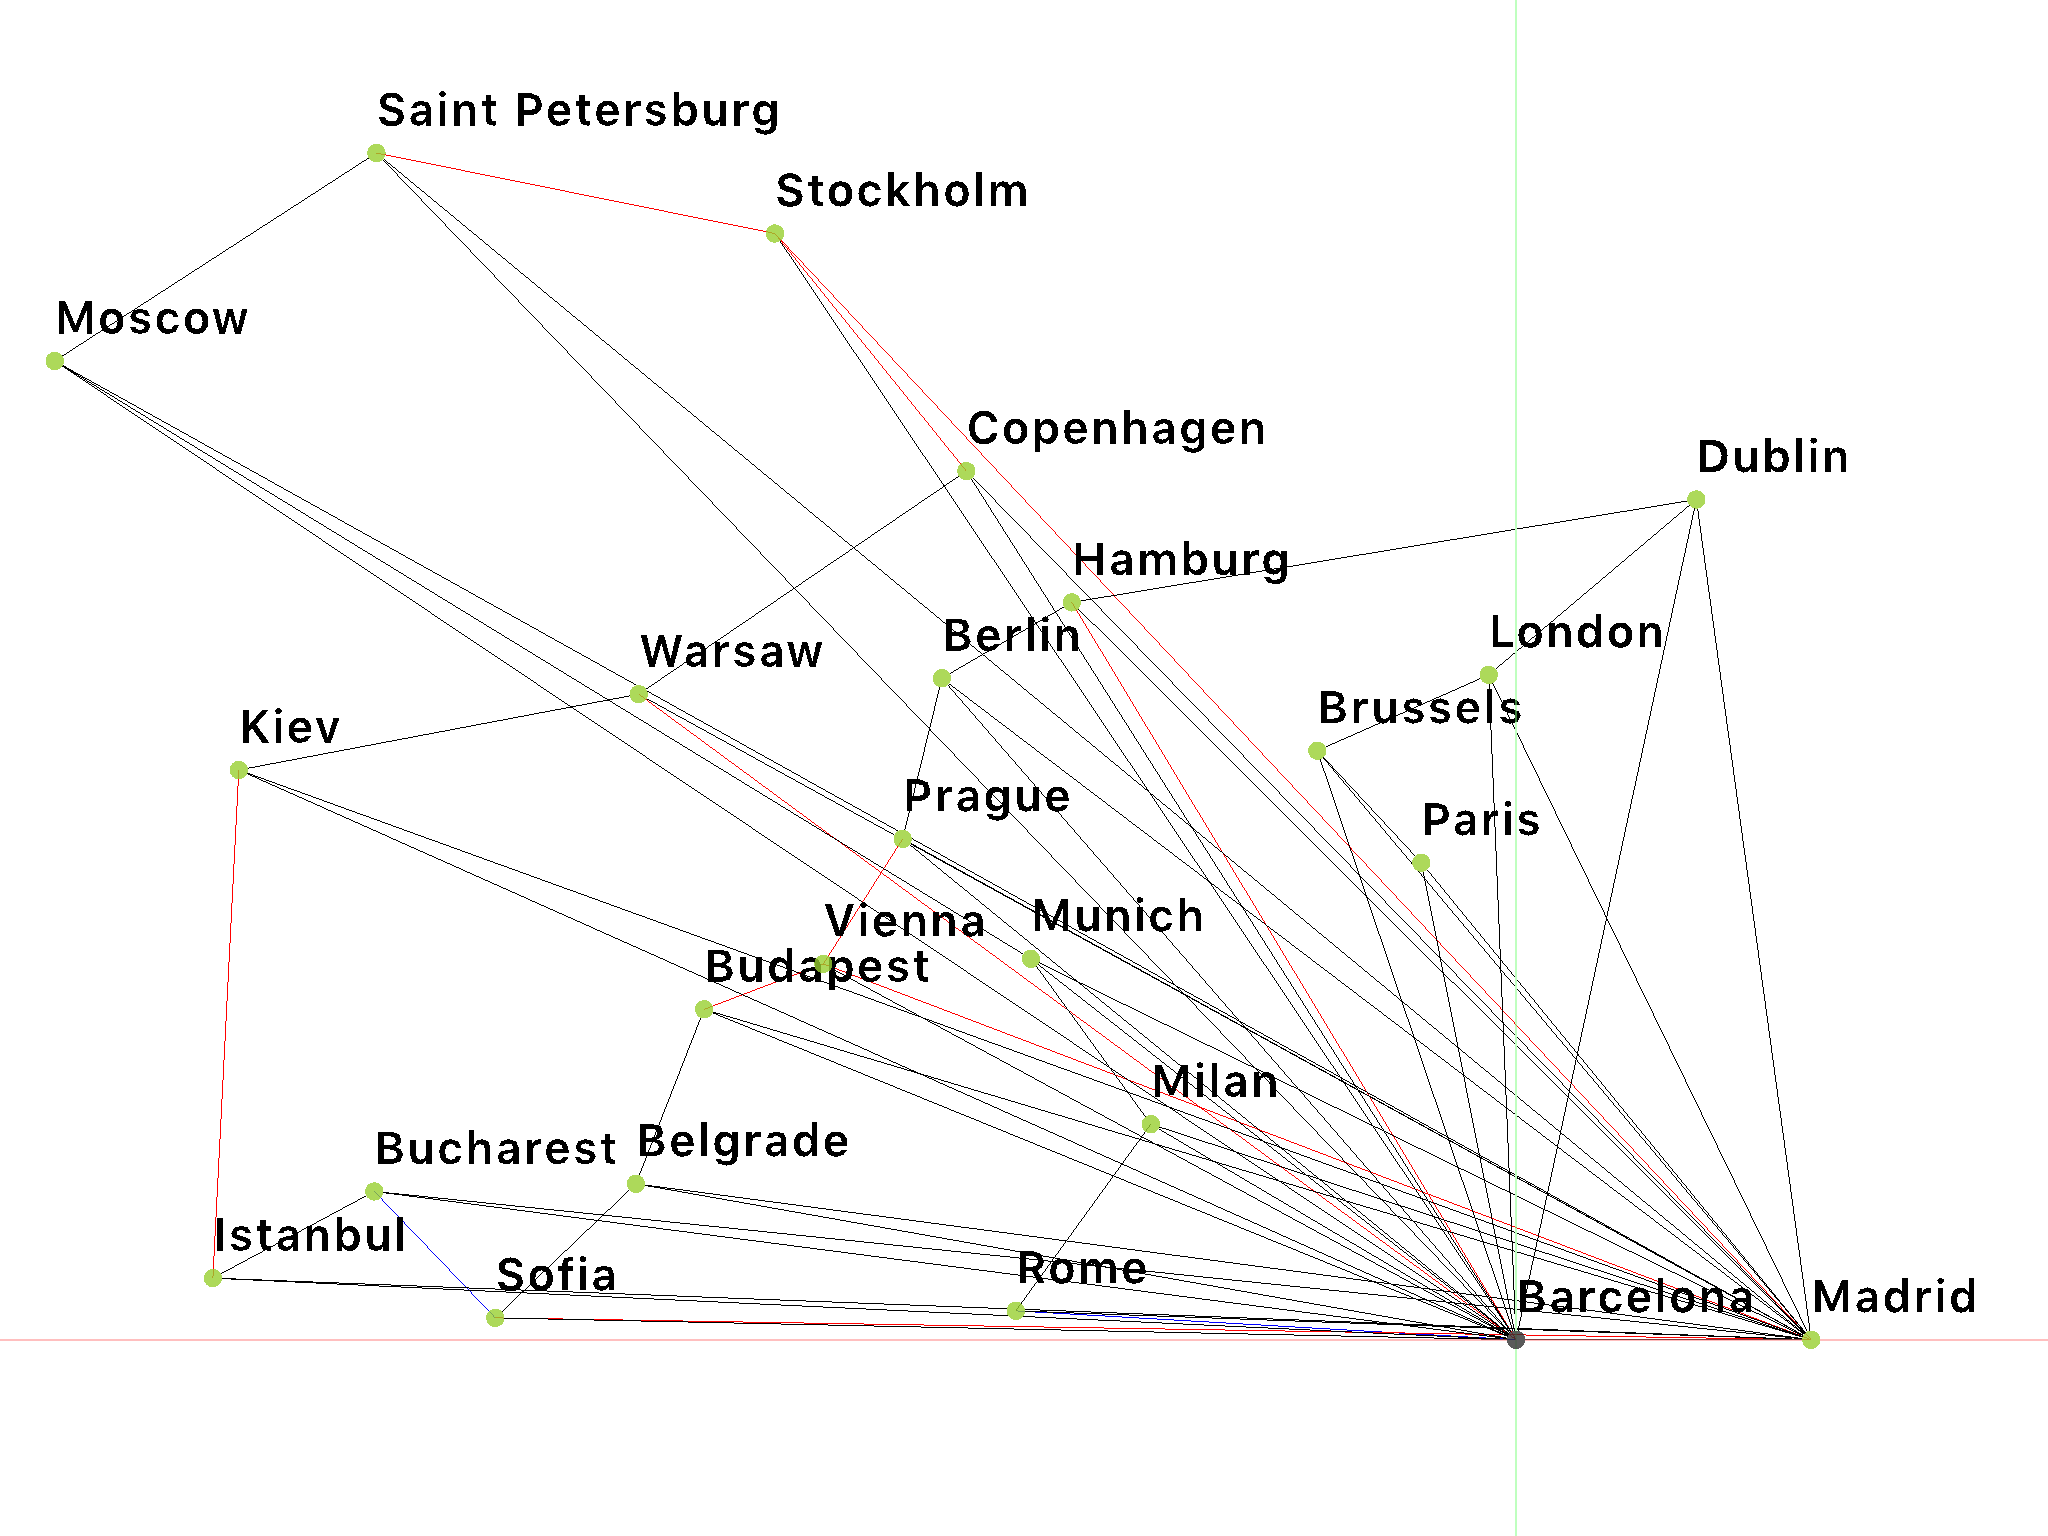 Saint Petersburg
Stockholm
Moscow
Copenhagen
Dublin
Hamburg
Berlin
London
Warsaw
Brussels
Kiev
Prague
Paris
Vienna
Munich
Budapest
Milan
Bucharest
Belgrade
Istanbul
Sofia
Rome
Barcelona
Madrid